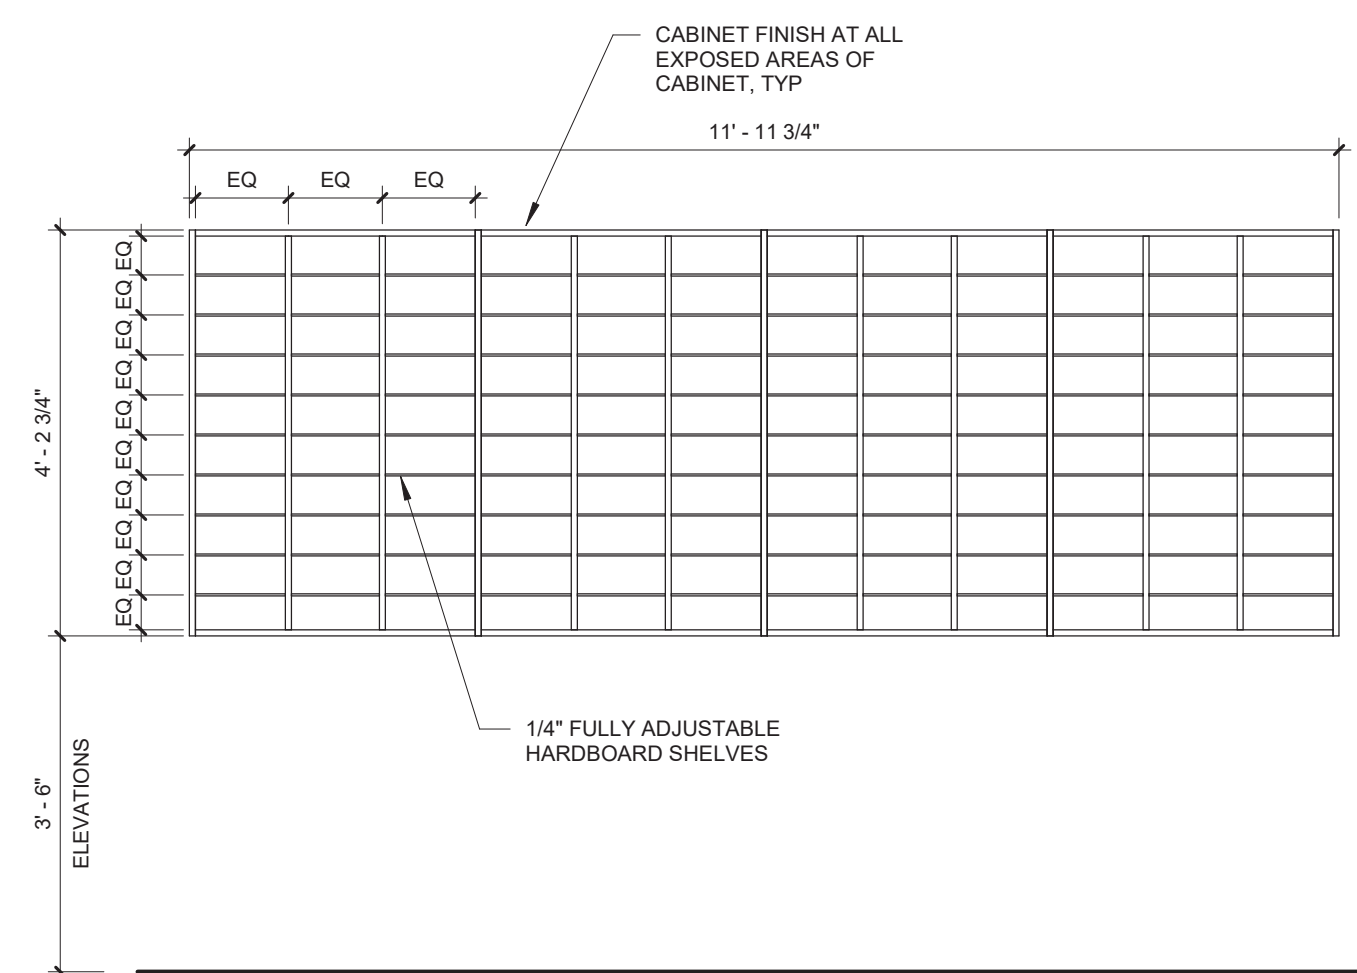 CABINET FINISH AT ALL
EXPOSED AREAS OF
CABINET, TYP
11' - 11 3/4"
EQ EQ EQ
EQ
EQ
EQ
EQ
EQ
EQ
EQ
EQ
EQ
EQ
4' - 2 3/4"
1/4" FULLY ADJUSTABLE
HARDBOARD SHELVES
3' - 6"
ELEVATIONS